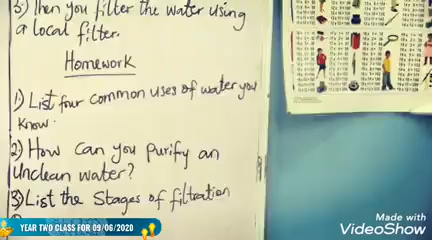 3) Then you filter the water using
a local filter.
Homework
1) List four common uses of water you
know.
2) How can you purify an
Unclean water?
3) List the Stages of filtration
YEAR TWO CLASS FOR 09/06/2020
Made with
VideoShow